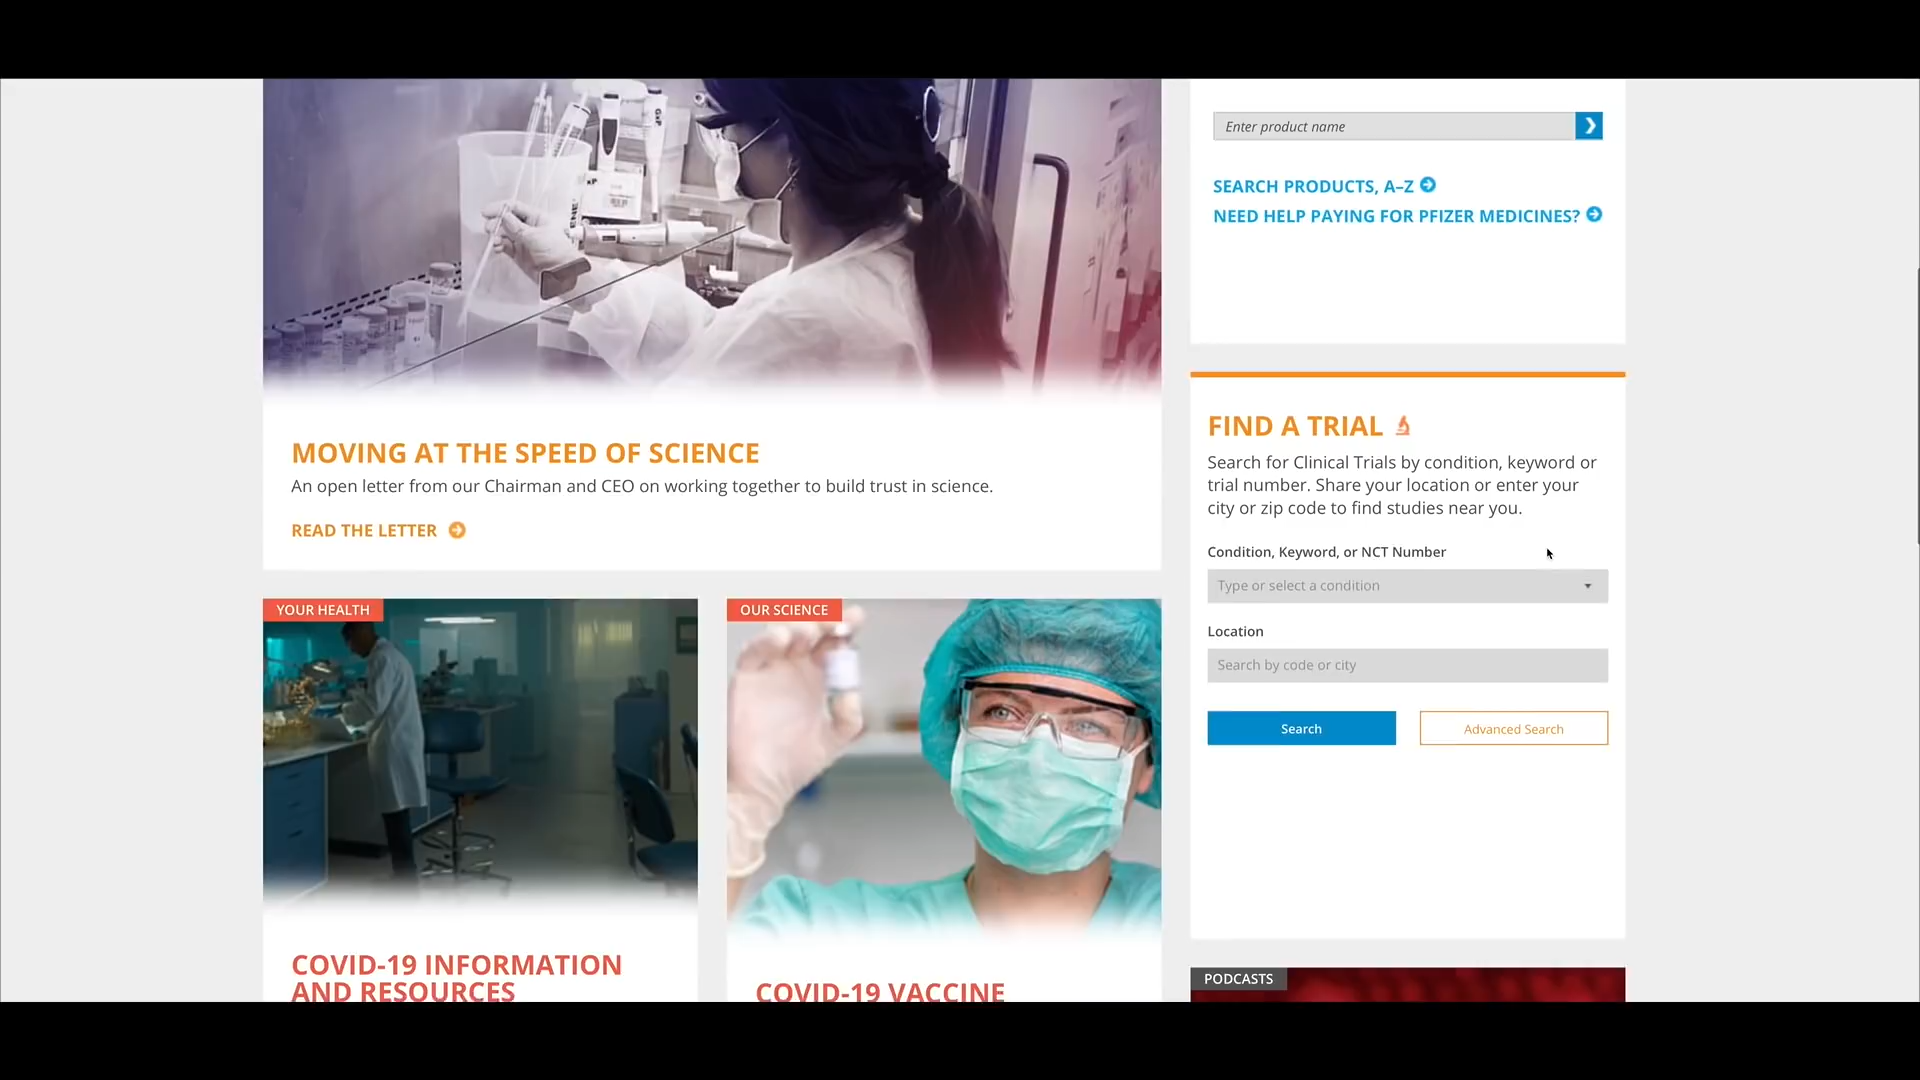 Enter product name
SEARCH PRODUCTS, A–Z
NEED HELP PAYING FOR PFIZER MEDICINES?
MOVING AT THE SPEED OF SCIENCE
An open letter from our Chairman and CEO on working together to build trust in science.
READ THE LETTER
FIND A TRIAL
Search for Clinical Trials by condition, keyword or
trial number. Share your location or enter your
city or zip code to find studies near you.
Condition, Keyword, or NCT Number
Type or select a condition
Location
Search by code or city
Search
Advanced Search
YOUR HEALTH
COVID-19 INFORMATION
AND RESOURCES
OUR SCIENCE
COVID-19 VACCINE
PODCASTS